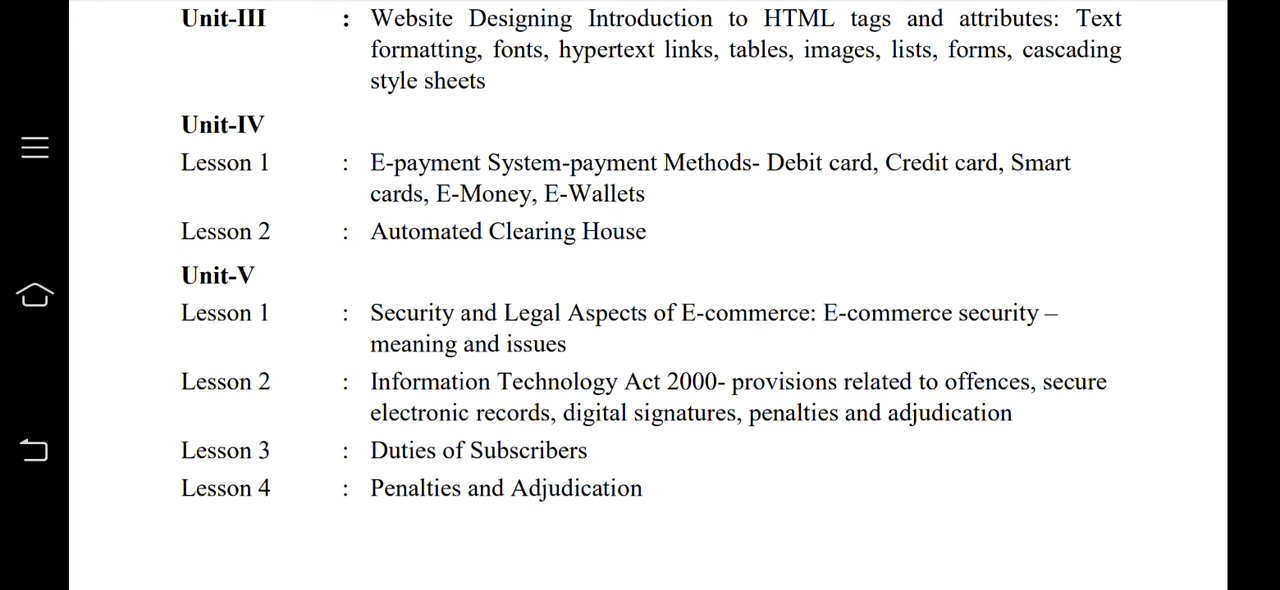 Unit-III : Website Designing Introduction to HTML tags and attributes: Text
formatting, fonts, hypertext links, tables, images, lists, forms, cascading
style sheets
Unit-IV
Lesson 1 : E-payment System-payment Methods- Debit card, Credit card, Smart
cards, E-Money, E-Wallets
Lesson 2 : Automated Clearing House
Unit-V
Lesson 1 : Security and Legal Aspects of E-commerce: E-commerce security –
meaning and issues
Lesson 2 : Information Technology Act 2000- provisions related to offences, secure
electronic records, digital signatures, penalties and adjudication
Lesson 3 : Duties of Subscribers
Lesson 4 : Penalties and Adjudication